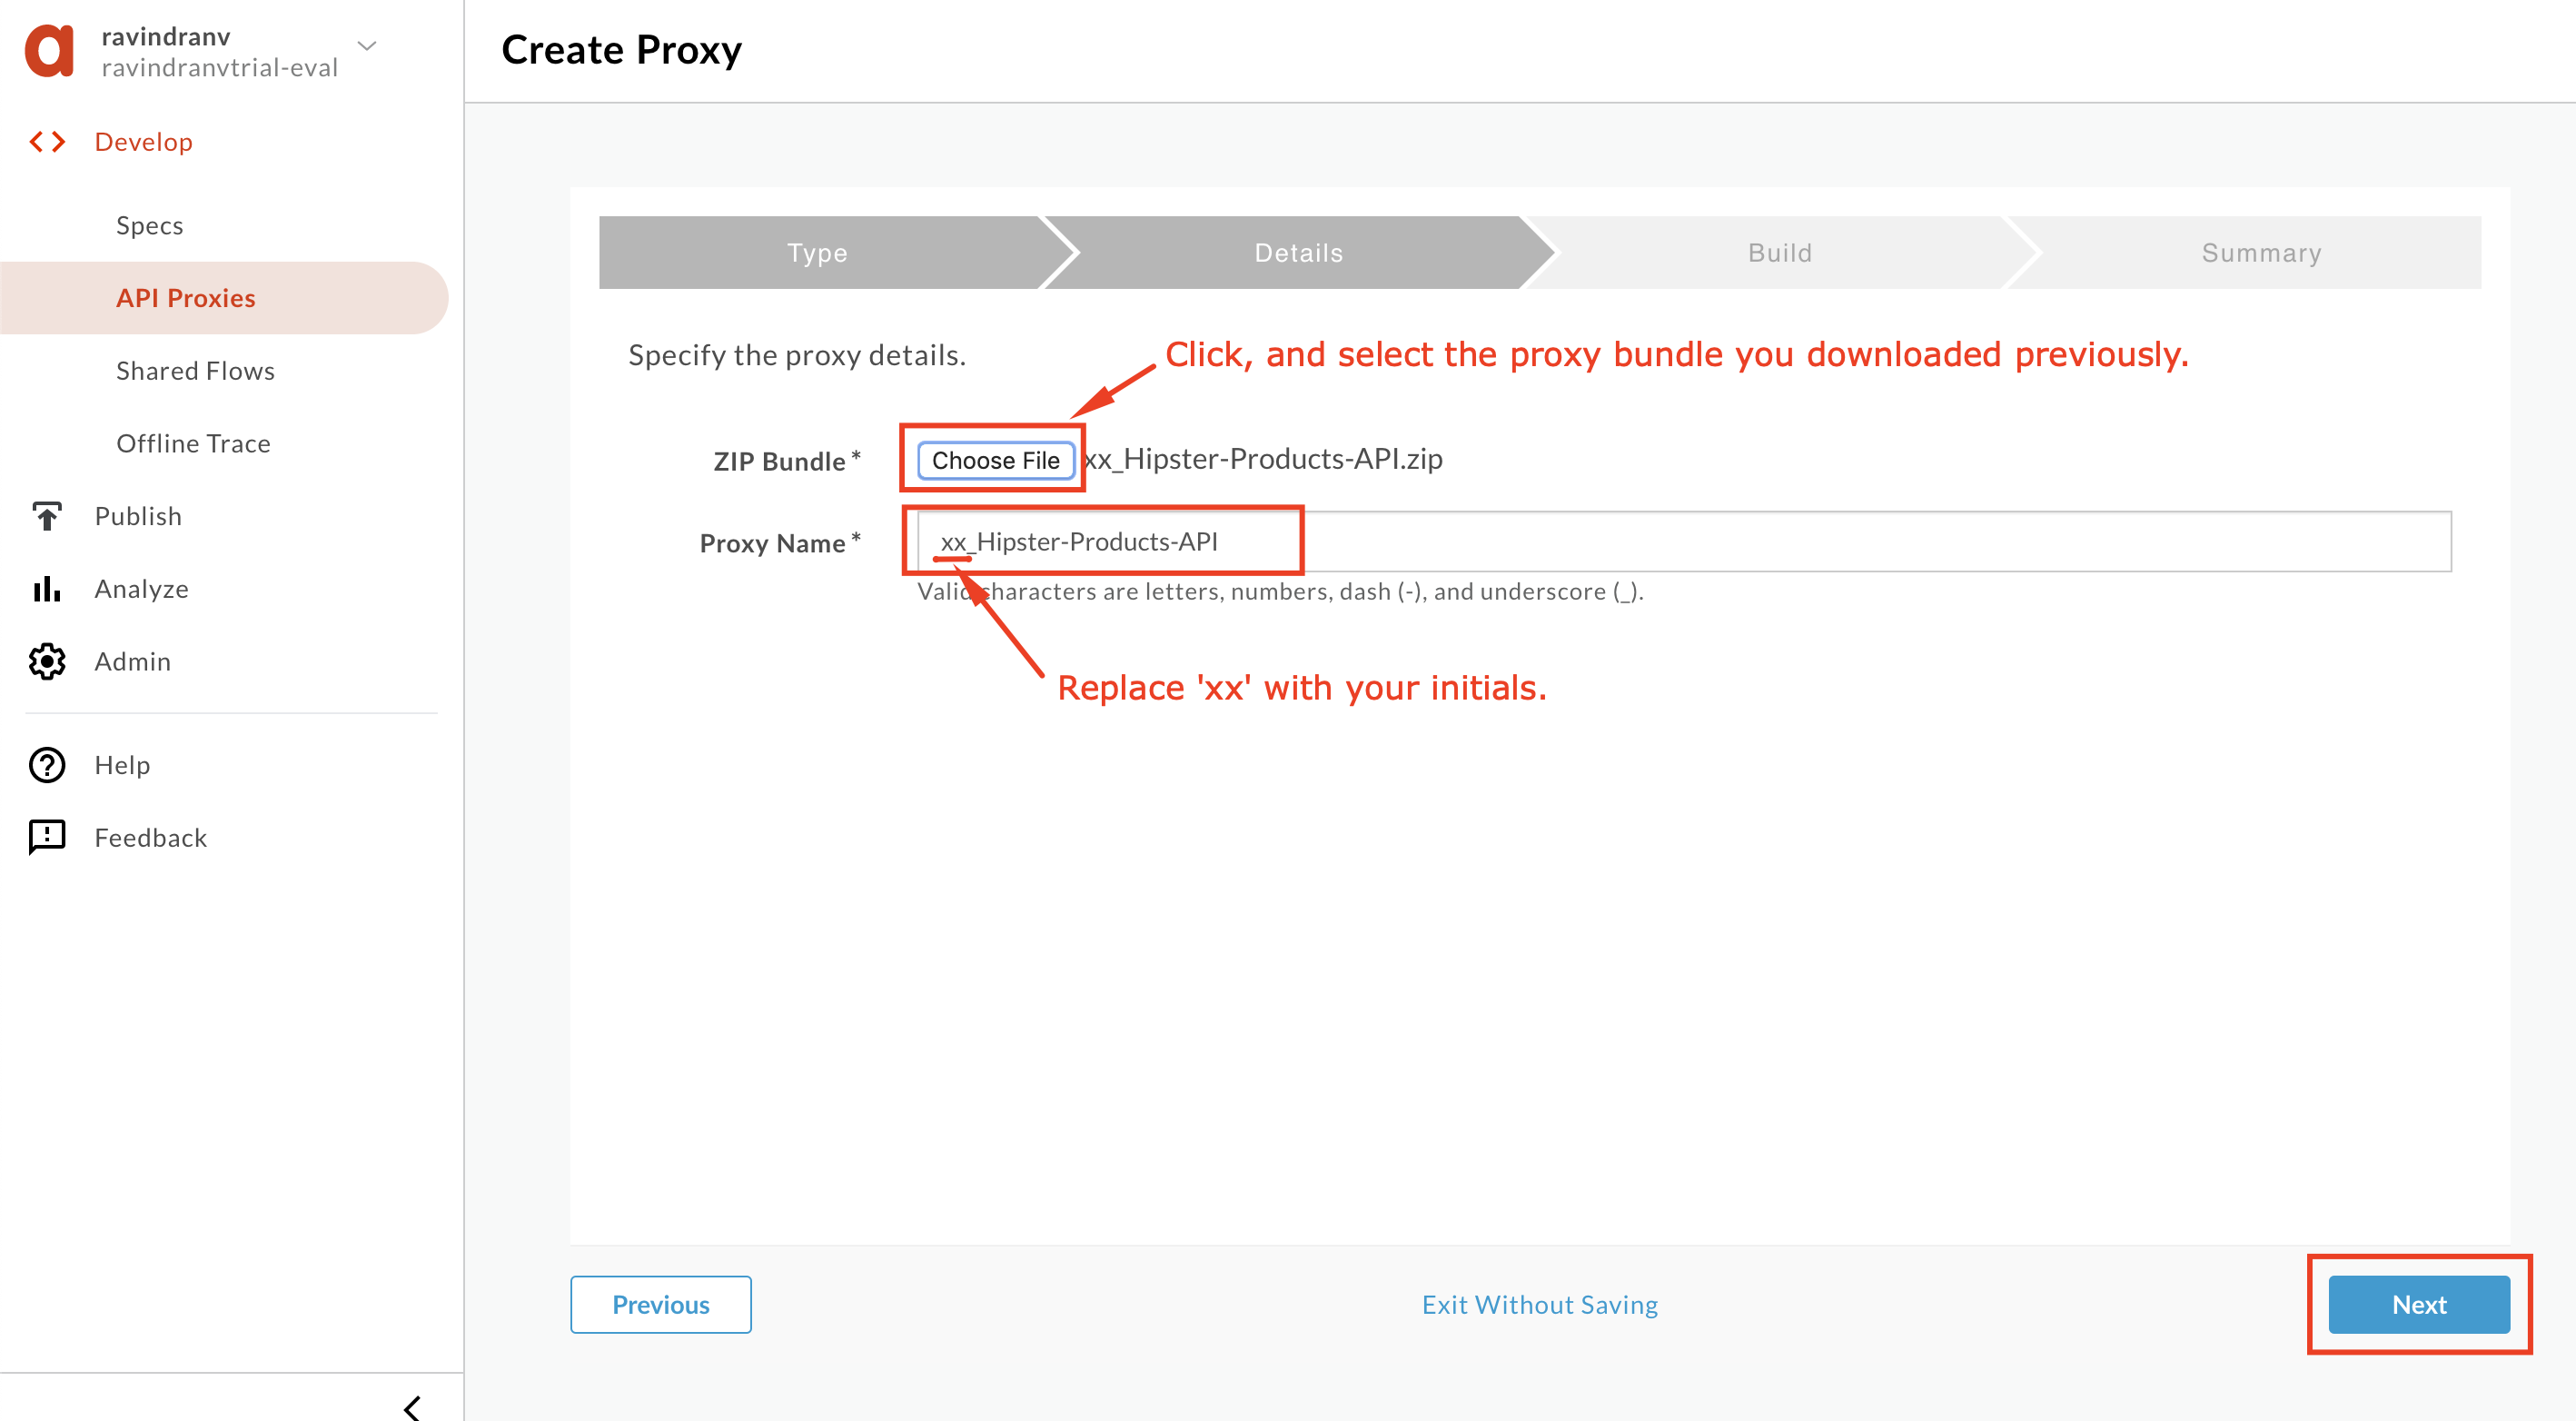 ravindranv
ravindranvtrial-eval
Develop
Specs
API Proxies
Shared Flows
Offline Trace
Publish
Analyze
Admin
Help
Feedback
Create Proxy
Type
Details
Build
Summary
Specify the proxy details.
Click, and select the proxy bundle you downloaded previously.
ZIP Bundle* Choose File xx_Hipster-Products-API.zip
Proxy Name* xx_Hipster-Products-API
Valid characters are letters, numbers, dash (-), and underscore (_).
Replace 'xx' with your initials.
Previous
Exit Without Saving
Next